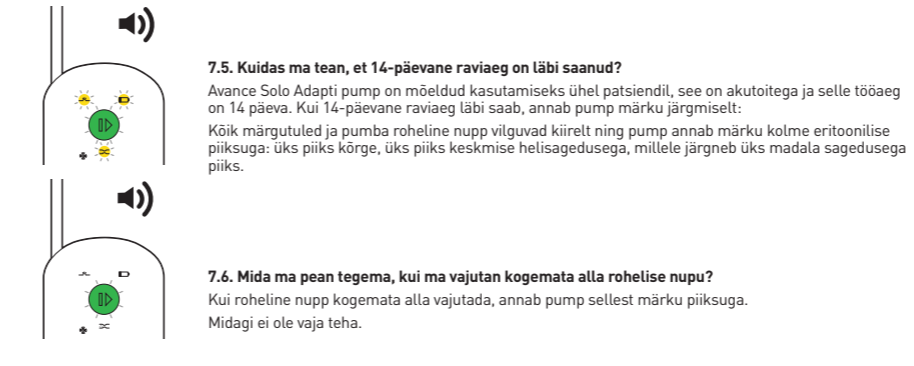 7.5. Kuidas ma tean, et 14-päevane raviaeg on läbi saanud?
Avance Solo Adapti pump on mõeldud kasutamiseks ühel patsiendil, see on akutoitega ja selle tööaeg
on 14 päeva. Kui 14-päevane raviaeg läbi saab, annab pump märku järgmiselt:
Kõik märgutuled ja pumba roheline nupp vilguvad kiirelt ning pump annab märku kolme eritoonilise
piiksuga: üks piiks kõrge, üks piiks keskmise helisagedusega, millele järgneb üks madala sagedusega
piiks.
7.6. Mida ma pean tegema, kui ma vajutan kogemata alla rohelise nupu?
Kui roheline nupp kogemata alla vajutada, annab pump sellest märku piiksuga.
Midagi ei ole vaja teha.